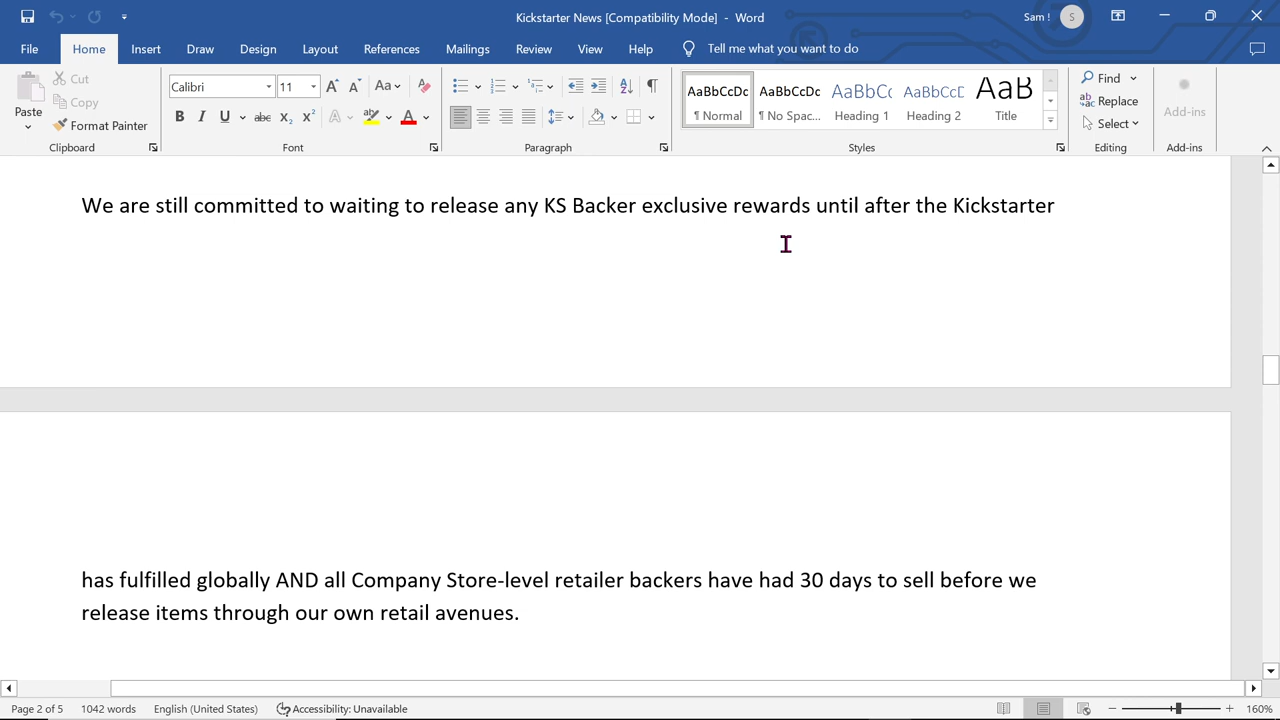 Kickstarter News [Compatibility Mode] - Word
Sam ! S
File Home Insert Draw Design Layout References Mailings Review View Help Tell me what you want to do
Paste Cut Copy Format Painter
Clipboard
Calibri 11 Aa
B I U abc x₂ x² A A
Font
Paragraph
AaBbCcDc AaBbCcDc AaBbCc AaBbCcD AaB
¶ Normal ¶ No Spac... Heading 1 Heading 2 Title
Styles
Find Replace Select
Editing
Add-ins
Add-ins
We are still committed to waiting to release any KS Backer exclusive rewards until after the Kickstarter
has fulfilled globally AND all Company Store-level retailer backers have had 30 days to sell before we
release items through our own retail avenues.
Page 2 of 5 1042 words English (United States) Accessibility: Unavailable 160%